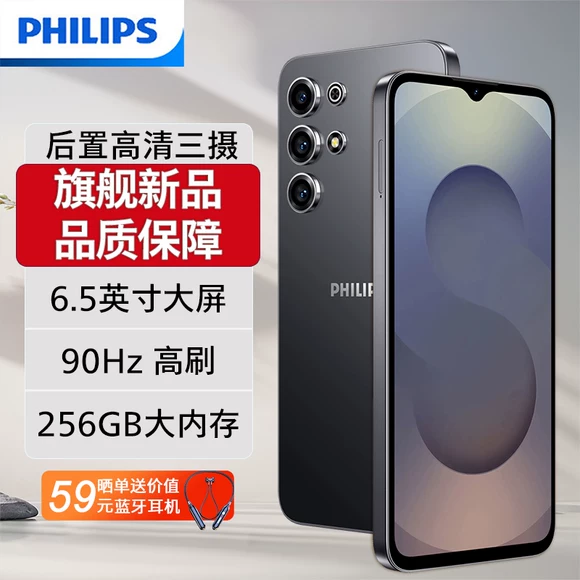 PHILIPS
后置高清三摄
旗舰新品
品质保障
6.5英寸大屏
90Hz 高刷
256GB大内存
59晒单送价值
元蓝牙耳机
PHILIPS